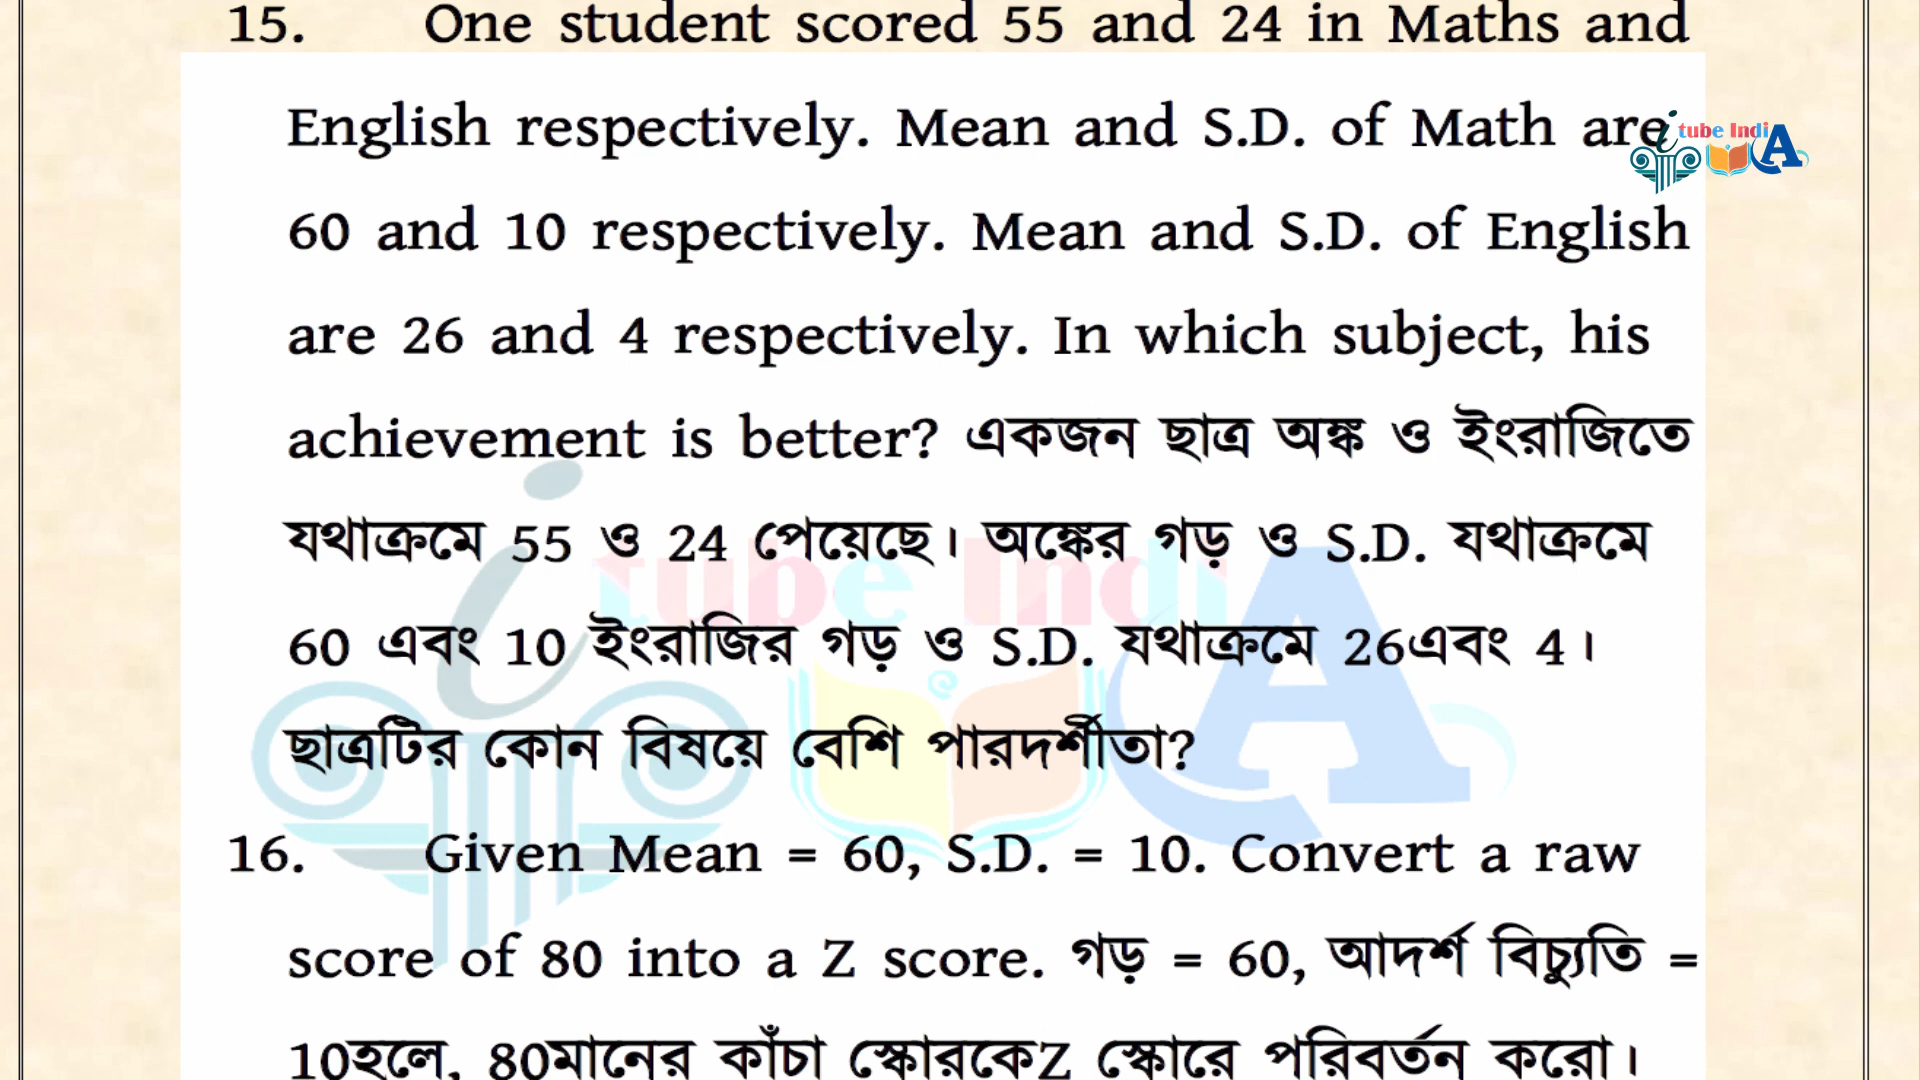 15. One student scored 55 and 24 in Maths and
English respectively. Mean and S.D. of Math are
60 and 10 respectively. Mean and S.D. of English
are 26 and 4 respectively. In which subject, his
achievement is better? একজন ছাত্র অঙ্ক ও ইংরাজিতে
যথাক্রমে 55 ও 24 পেয়েছে। অঙ্কের গড় ও S.D. যথাক্রমে
60 এবং 10 ইংরাজির গড় ও S.D. যথাক্রমে 26এবং 4।
ছাত্রটির কোন বিষয়ে বেশি পারদর্শীতা?
16. Given Mean = 60, S.D. = 10. Convert a raw
score of 80 into a Z score. গড় = 60, আদর্শ বিচ্যুতি =
10হলে, 80মানের কাঁচা স্কোরকেZ স্কোরে পরিবর্তন করো।
i tube IndiA
i tube IndiA